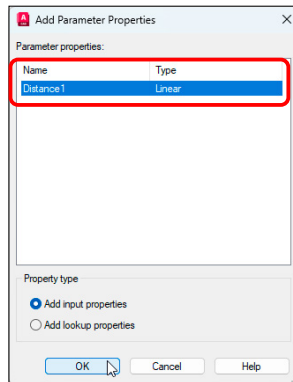 Add Parameter Properties
Parameter properties:
Name Type
Distance1 Linear
Property type
Add input properties
Add lookup properties
OK Cancel Help